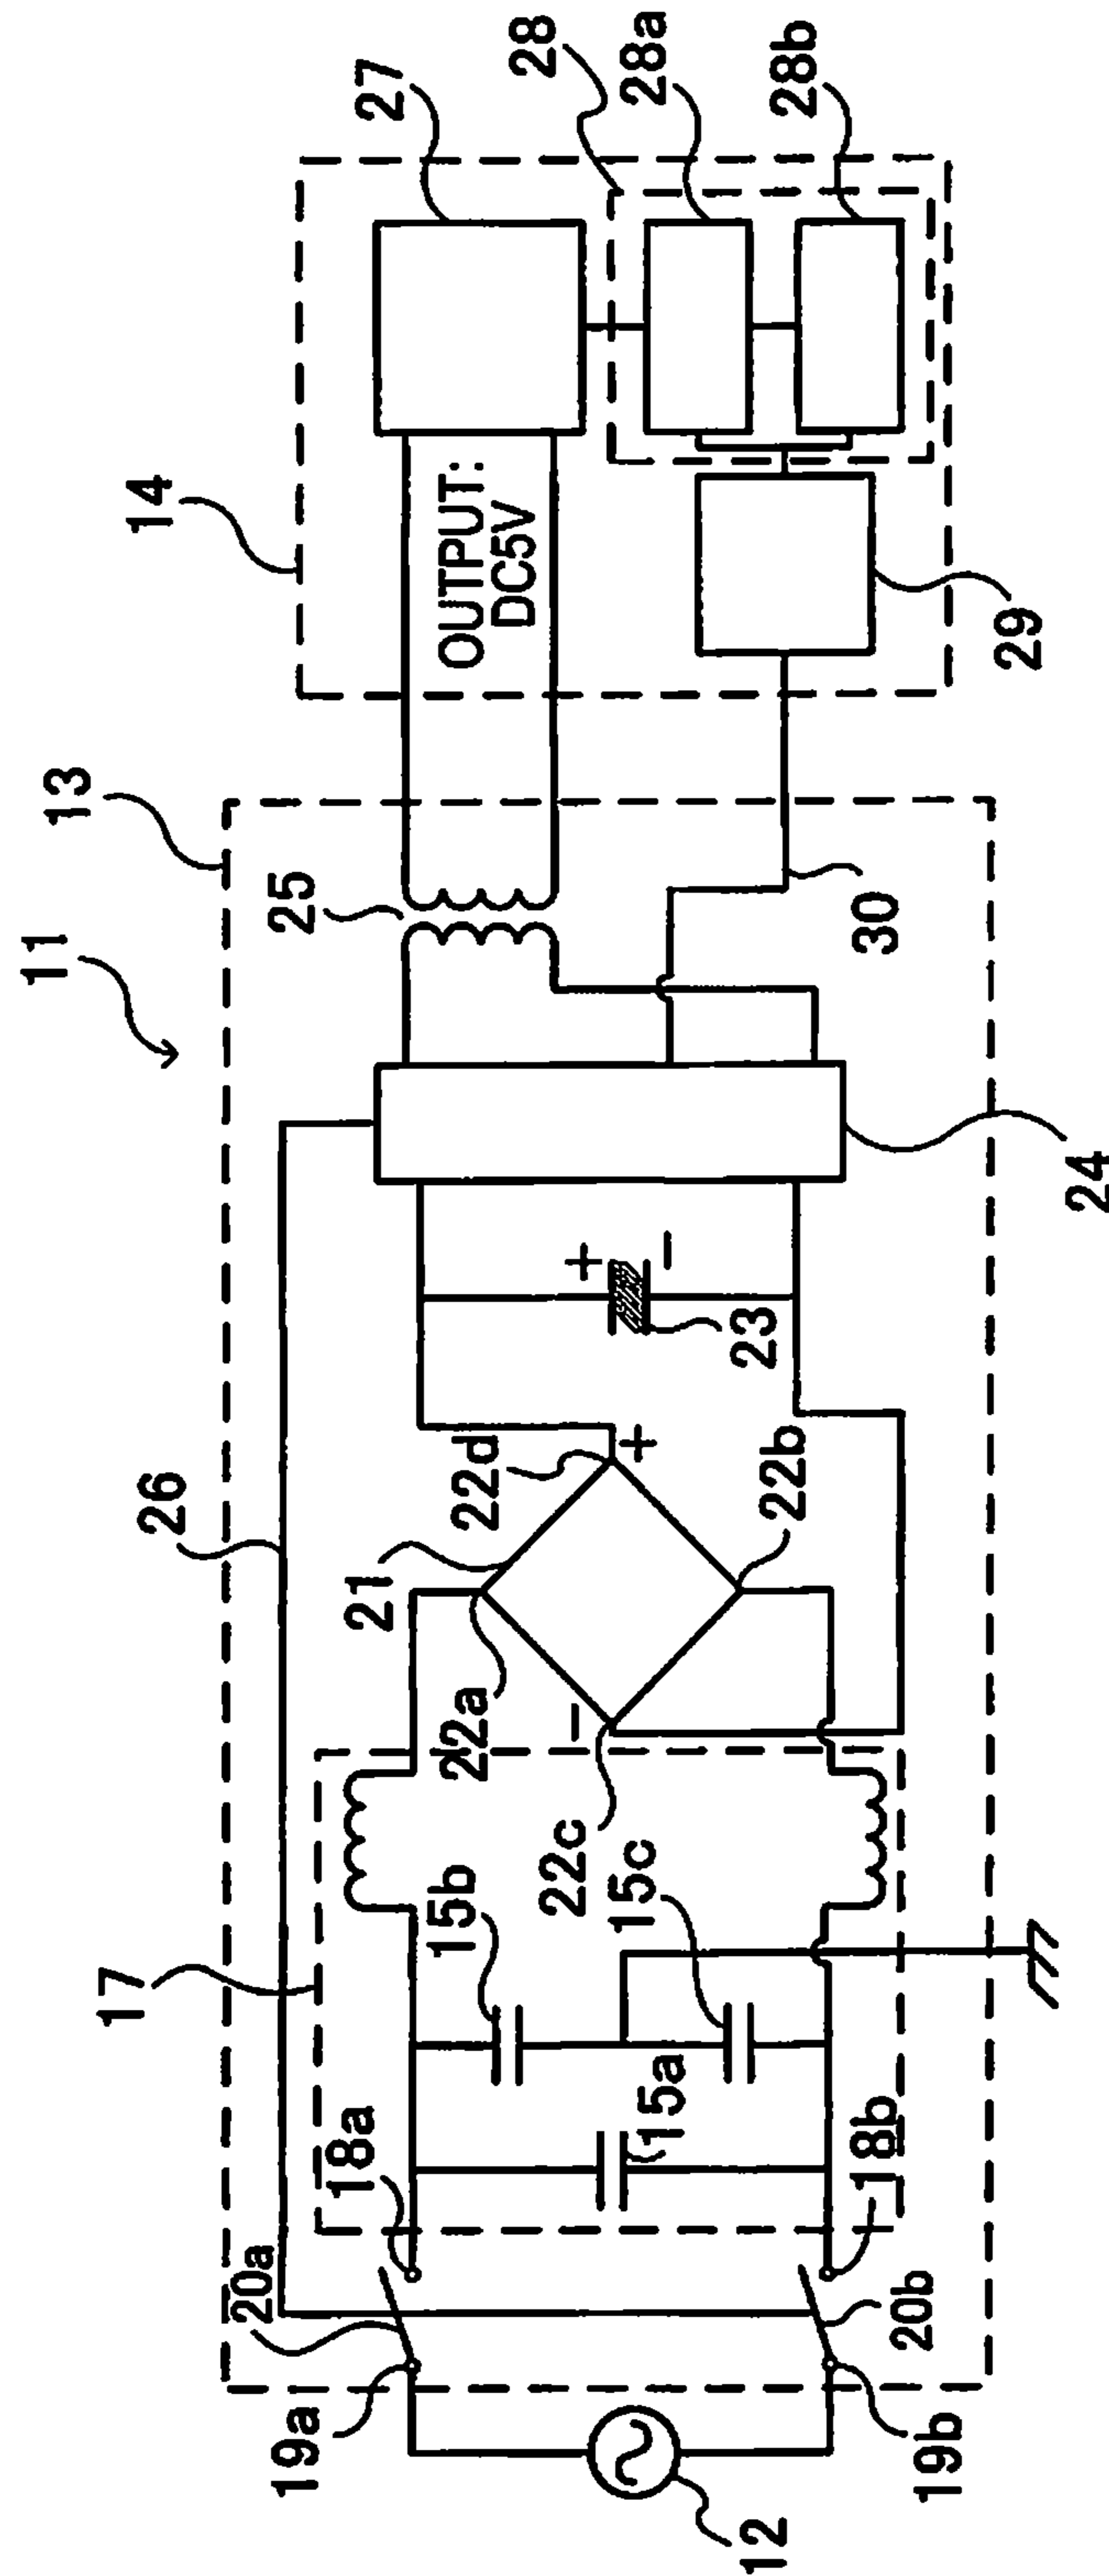 11
13
14
26
25
27
28
28a
28b
OUTPUT:
DC5V
17
21
22a
22d
+
22b
−
22c
+
−
23
24
30
29
20a
18a
15b
15c
15a
18b
20b
19a
19b
12